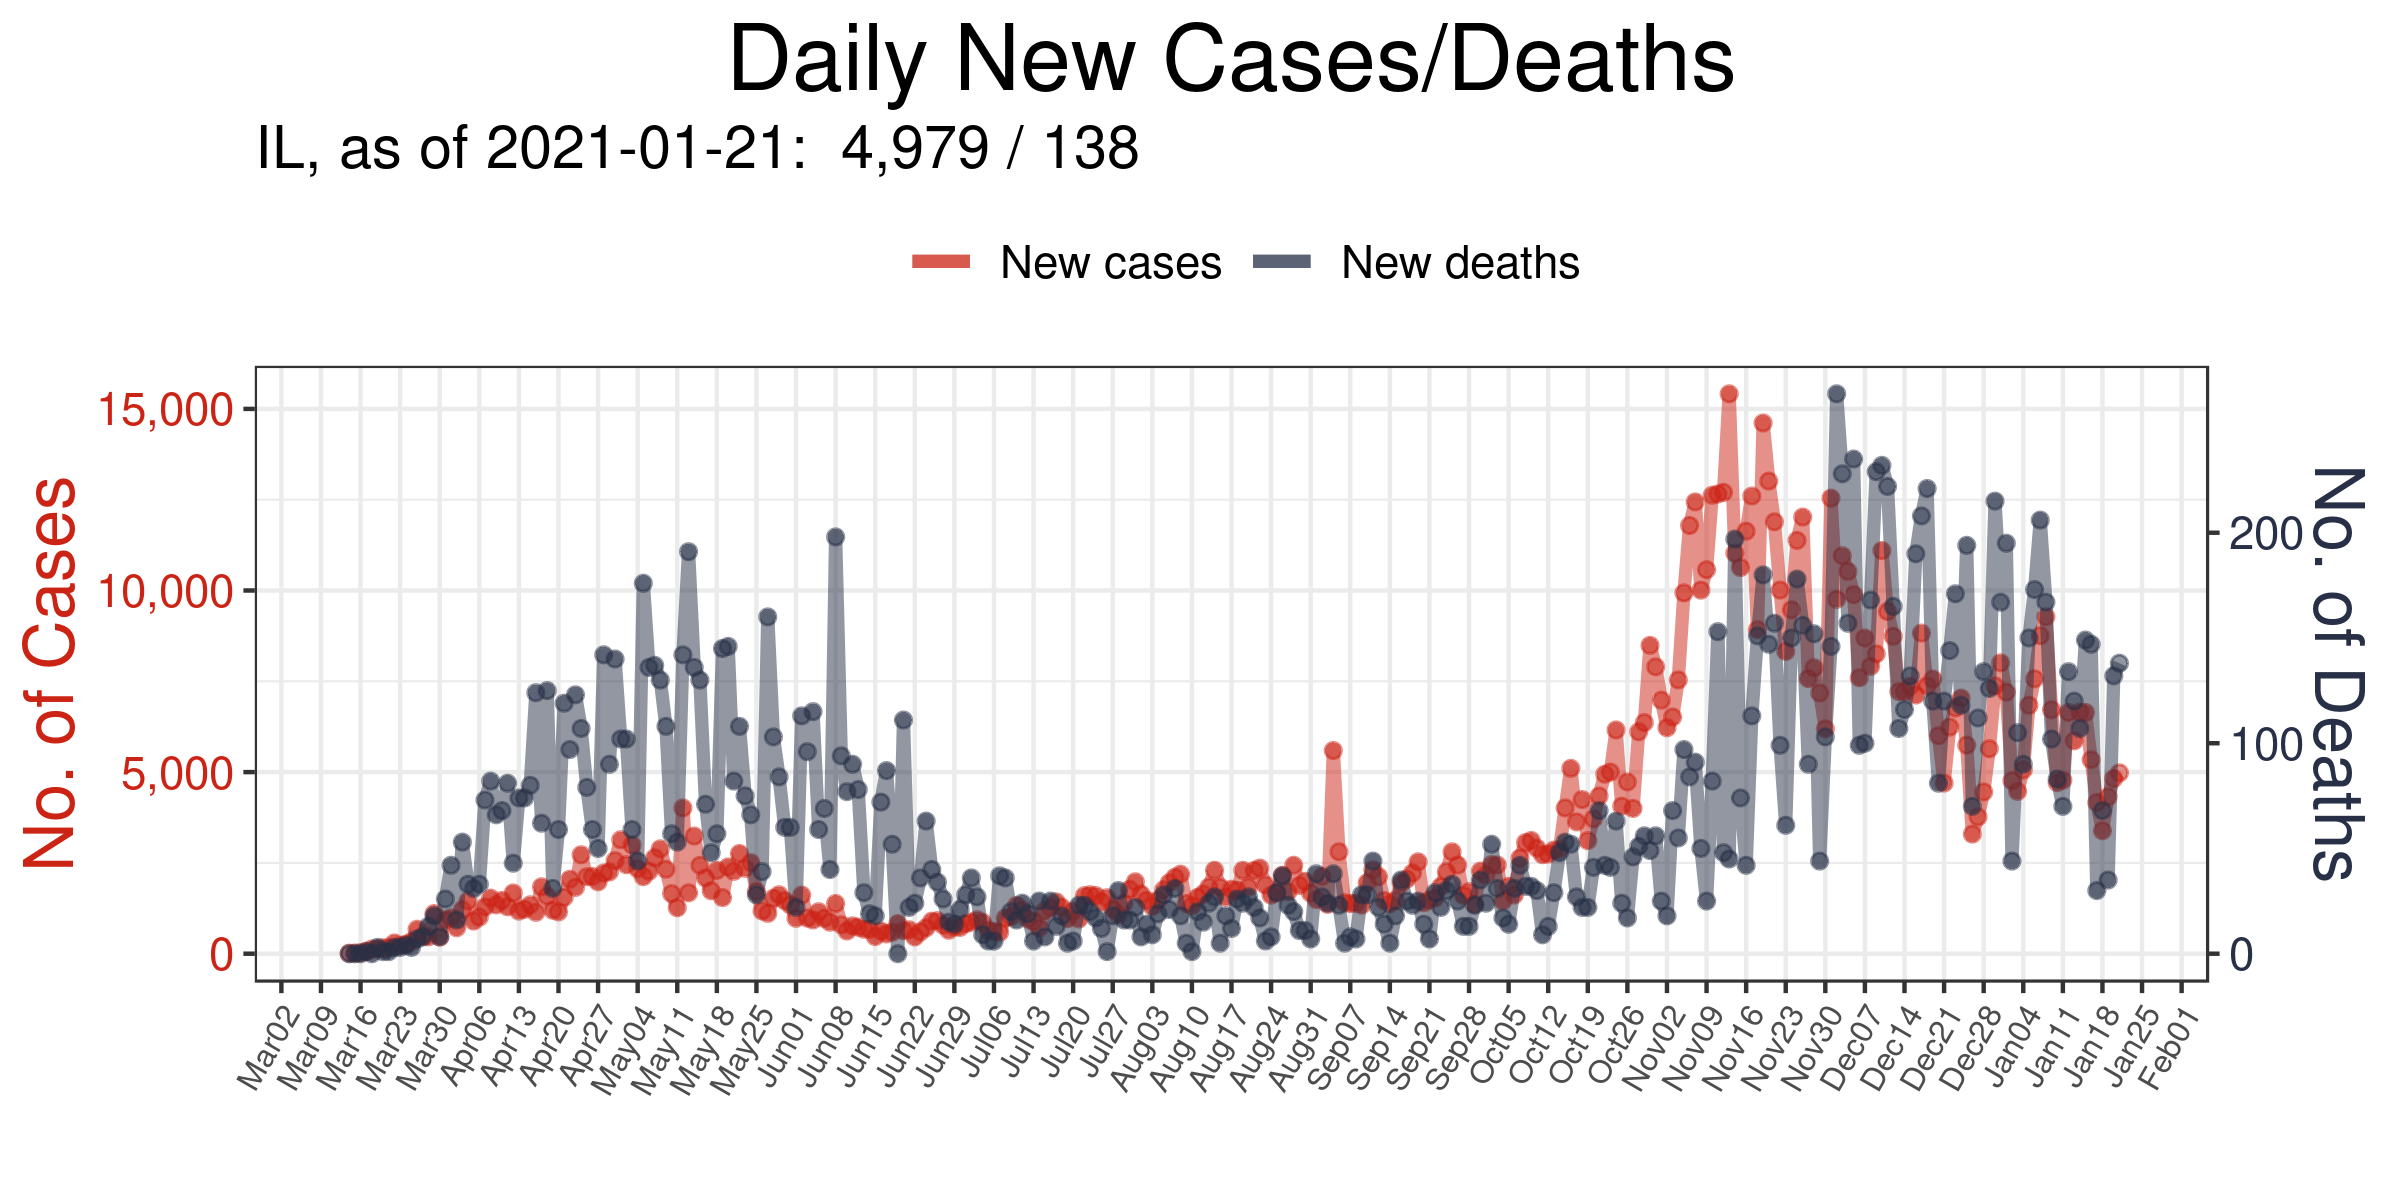 Daily New Cases/Deaths
IL, as of 2021-01-21:  4,979 / 138
New cases
New deaths
No. of Cases
15,000
10,000
5,000
0
No. of Deaths
200
100
0
Mar02
Mar09
Mar16
Mar23
Mar30
Apr06
Apr13
Apr20
Apr27
May04
May11
May18
May25
Jun01
Jun08
Jun15
Jun22
Jun29
Jul06
Jul13
Jul20
Jul27
Aug03
Aug10
Aug17
Aug24
Aug31
Sep07
Sep14
Sep21
Sep28
Oct05
Oct12
Oct19
Oct26
Nov02
Nov09
Nov16
Nov23
Nov30
Dec07
Dec14
Dec21
Dec28
Jan04
Jan11
Jan18
Jan25
Feb01